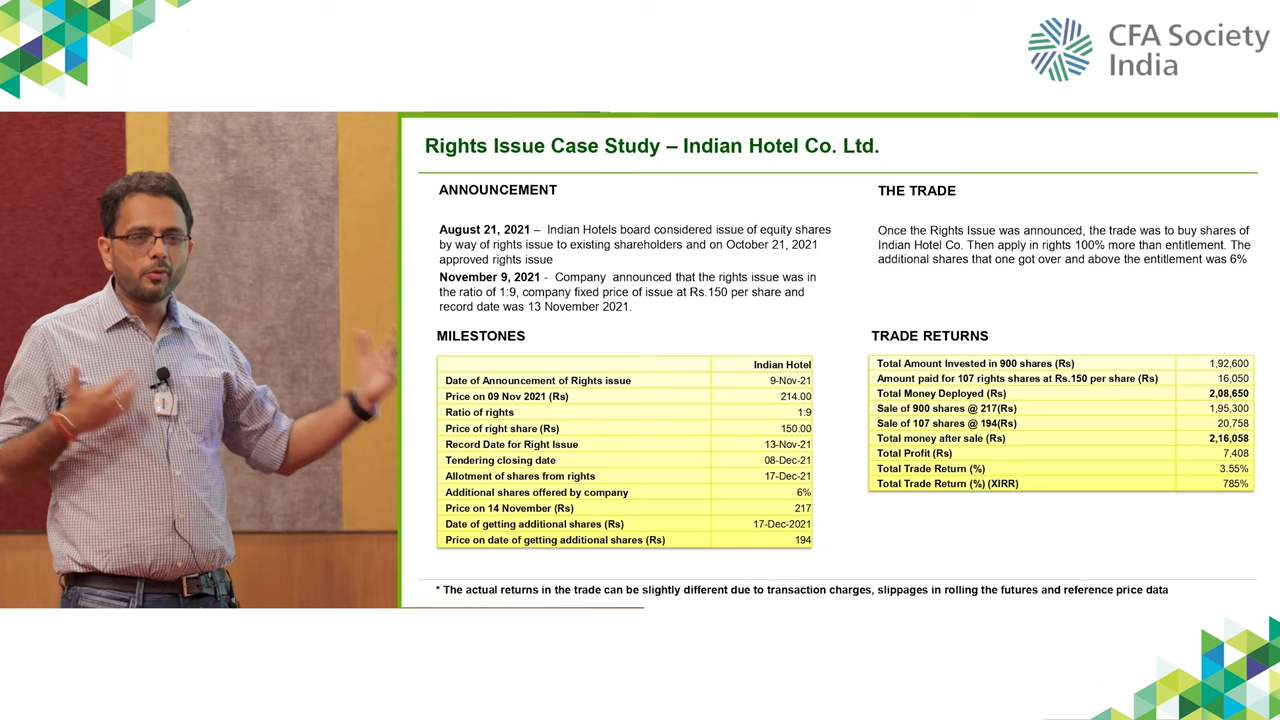 CFA Society
India
Rights Issue Case Study – Indian Hotel Co. Ltd.
ANNOUNCEMENT
August 21, 2021 – Indian Hotels board considered issue of equity shares
by way of rights issue to existing shareholders and on October 21, 2021
approved rights issue
November 9, 2021 - Company announced that the rights issue was in
the ratio of 1:9, company fixed price of issue at Rs.150 per share and
record date was 13 November 2021.
THE TRADE
Once the Rights Issue was announced, the trade was to buy shares of
Indian Hotel Co. Then apply in rights 100% more than entitlement. The
additional shares that one got over and above the entitlement was 6%
MILESTONES
Indian Hotel
Date of Announcement of Rights issue 9-Nov-21
Price on 09 Nov 2021 (Rs) 214.00
Ratio of rights 1:9
Price of right share (Rs) 150.00
Record Date for Right Issue 13-Nov-21
Tendering closing date 08-Dec-21
Allotment of shares from rights 17-Dec-21
Additional shares offered by company 6%
Price on 14 November (Rs) 217
Date of getting additional shares (Rs) 17-Dec-2021
Price on date of getting additional shares (Rs) 194
TRADE RETURNS
Total Amount Invested in 900 shares (Rs) 1,92,600
Amount paid for 107 rights shares at Rs.150 per share (Rs) 16,050
Total Money Deployed (Rs) 2,08,650
Sale of 900 shares @ 217(Rs) 1,95,300
Sale of 107 shares @ 194(Rs) 20,758
Total money after sale (Rs) 2,16,058
Total Profit (Rs) 7,408
Total Trade Return (%) 3.55%
Total Trade Return (%) (XIRR) 785%
* The actual returns in the trade can be slightly different due to transaction charges, slippages in rolling the futures and reference price data